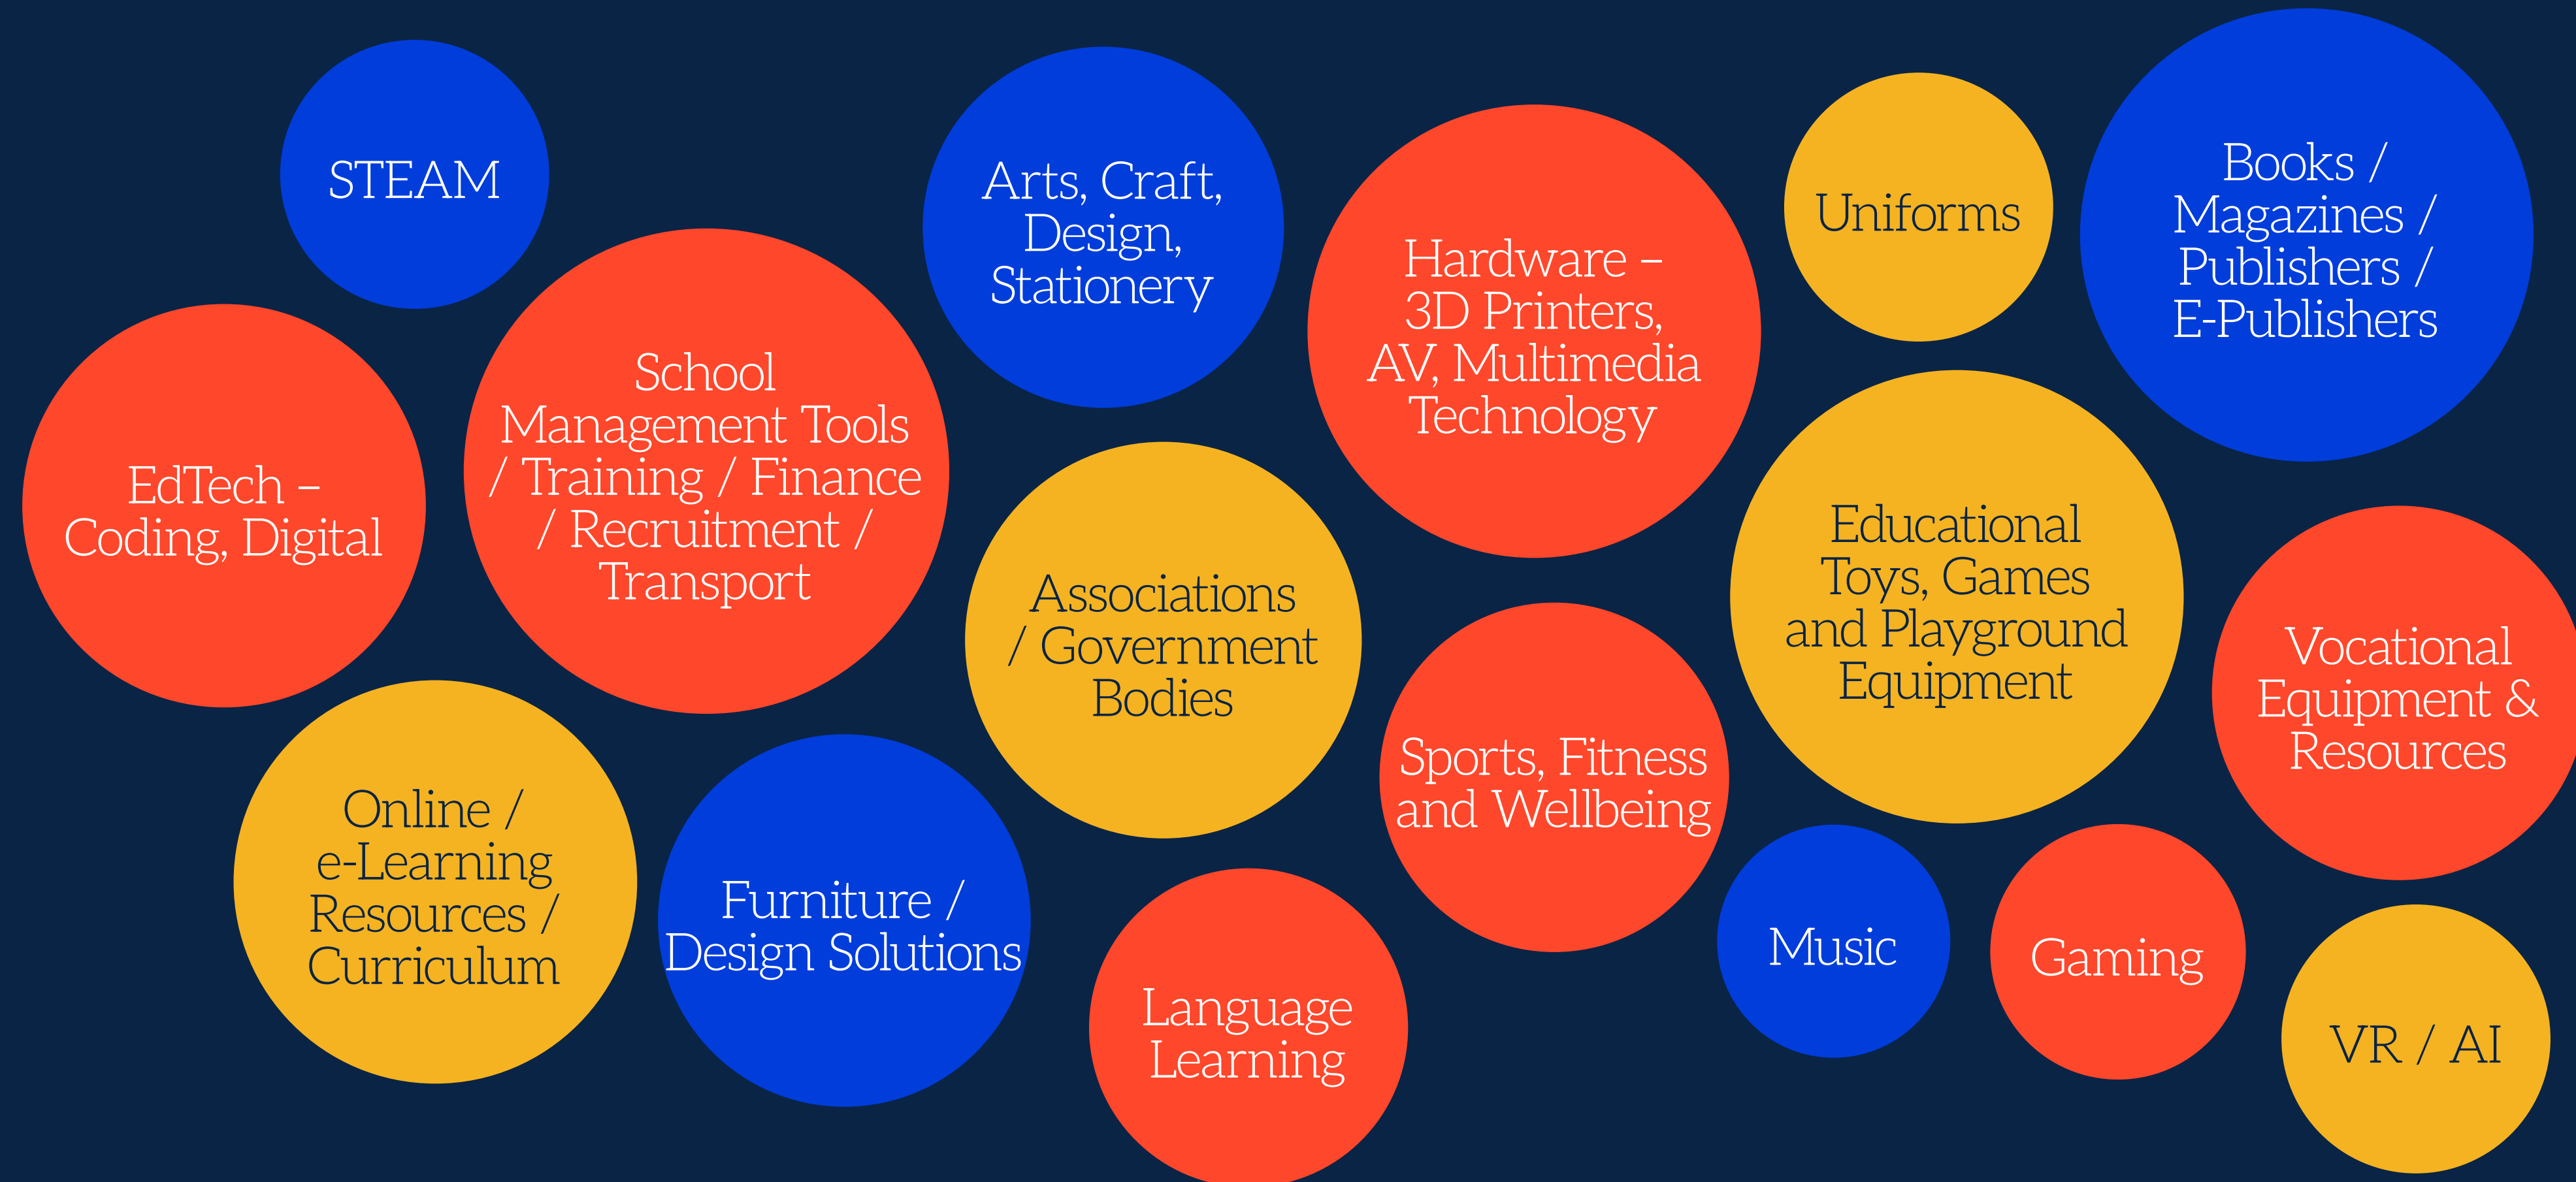 STEAM
Arts, Craft,
Design,
Stationery
Hardware –
3D Printers,
AV, Multimedia
Technology
Uniforms
Books /
Magazines /
Publishers /
E-Publishers
EdTech –
Coding, Digital
School
Management Tools
/ Training / Finance
/ Recruitment /
Transport
Associations
/ Government
Bodies
Educational
Toys, Games
and Playground
Equipment
Vocational
Equipment &
Resources
Sports, Fitness
and Wellbeing
Online /
e-Learning
Resources /
Curriculum
Furniture /
Design Solutions
Language
Learning
Music
Gaming
VR / AI